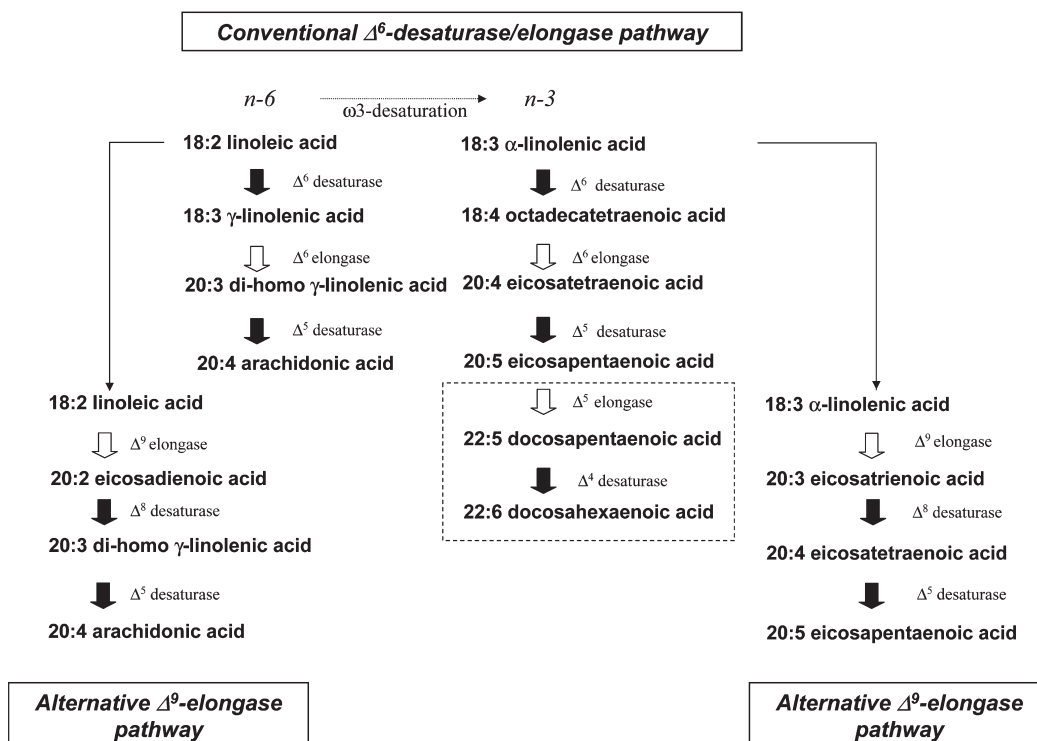 Conventional Δ⁶-desaturase/elongase pathway
n-6
ω3-desaturation
n-3
18:2 linoleic acid
Δ⁶ desaturase
18:3 γ-linolenic acid
Δ⁶ elongase
20:3 di-homo γ-linolenic acid
Δ⁵ desaturase
20:4 arachidonic acid
18:3 α-linolenic acid
Δ⁶ desaturase
18:4 octadecatetraenoic acid
Δ⁶ elongase
20:4 eicosatetraenoic acid
Δ⁵ desaturase
20:5 eicosapentaenoic acid
Δ⁵ elongase
22:5 docosapentaenoic acid
Δ⁴ desaturase
22:6 docosahexaenoic acid
18:2 linoleic acid
Δ⁹ elongase
20:2 eicosadienoic acid
Δ⁸ desaturase
20:3 di-homo γ-linolenic acid
Δ⁵ desaturase
20:4 arachidonic acid
Alternative Δ⁹-elongase
pathway
18:3 α-linolenic acid
Δ⁹ elongase
20:3 eicosatrienoic acid
Δ⁸ desaturase
20:4 eicosatetraenoic acid
Δ⁵ desaturase
20:5 eicosapentaenoic acid
Alternative Δ⁹-elongase
pathway